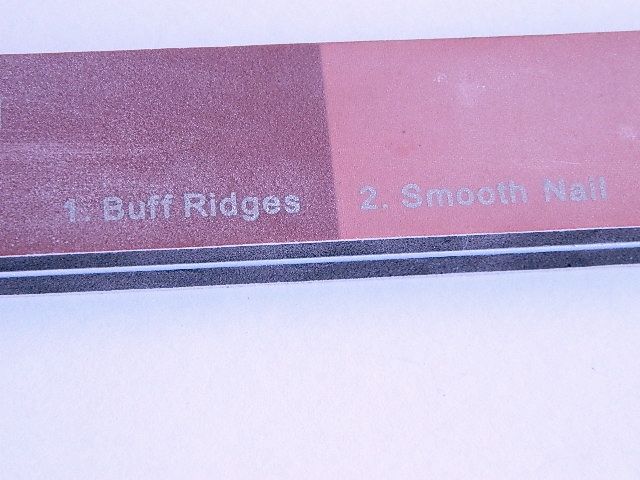 1. Buff Ridges
2. Smooth Nail